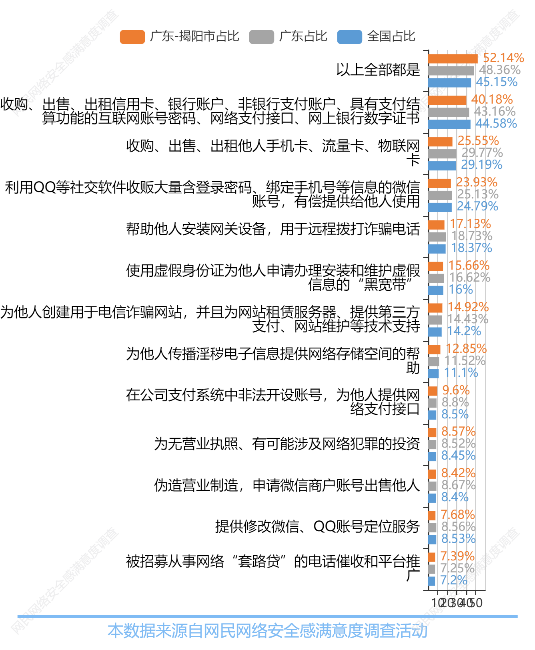 广东-揭阳市占比 广东占比 全国占比
以上全部都是
52.14%
48.36%
45.15%
收购、出售、出租信用卡、银行账户、非银行支付账户、具有支付结
算功能的互联网账号密码、网络支付接口、网上银行数字证书
40.18%
43.16%
44.58%
收购、出售、出租他人手机卡、流量卡、物联网
卡
25.55%
29.77%
29.19%
利用QQ等社交软件收贩大量含登录密码、绑定手机号等信息的微信
账号，有偿提供给他人使用
23.93%
25.13%
24.79%
帮助他人安装网关设备，用于远程拨打诈骗电话
17.13%
18.73%
18.37%
使用虚假身份证为他人申请办理安装和维护虚假
信息的“黑宽带”
15.66%
16.62%
16%
为他人创建用于电信诈骗网站，并且为网站租赁服务器、提供第三方
支付、网站维护等技术支持
14.92%
14.43%
14.2%
为他人传播淫秽电子信息提供网络存储空间的帮
助
12.85%
11.52%
11.1%
在公司支付系统中非法开设账号，为他人提供网
络支付接口
9.6%
8.8%
8.5%
为无营业执照、有可能涉及网络犯罪的投资
8.57%
8.52%
8.45%
伪造营业制造，申请微信商户账号出售他人
8.42%
8.67%
8.4%
提供修改微信、QQ账号定位服务
7.68%
8.56%
8.53%
被招募从事网络“套路贷”的电话催收和平台推
广
7.39%
7.25%
7.2%
10 20 30 40 50
本数据来源自网民网络安全感满意度调查活动